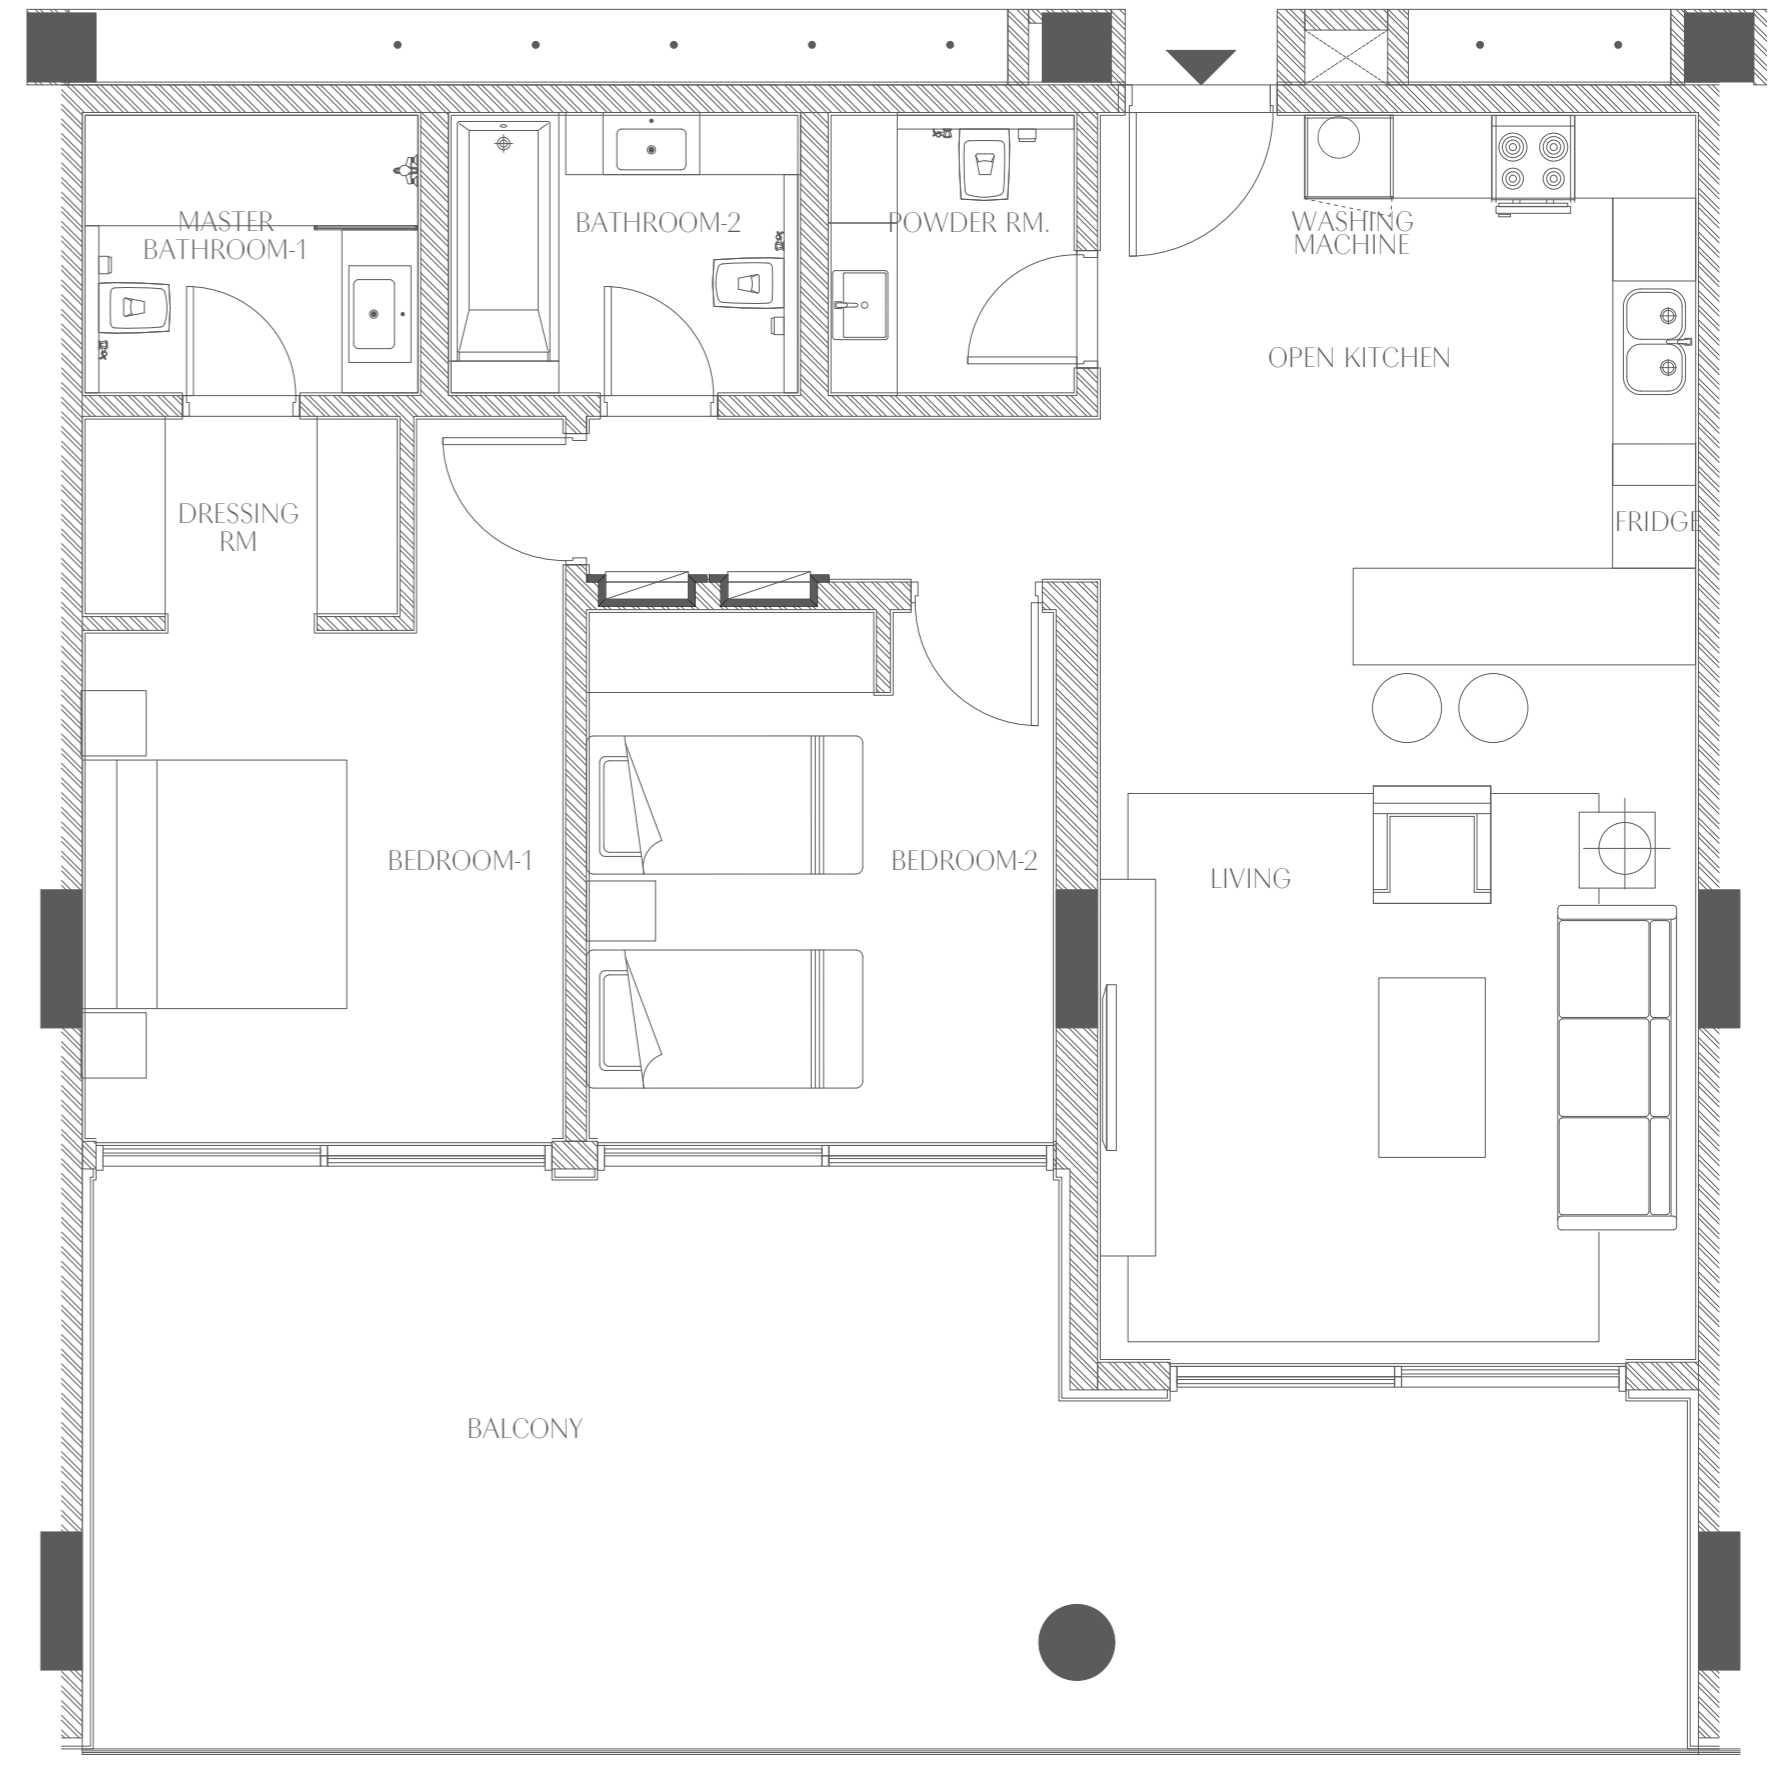 MASTER
BATHROOM-1
BATHROOM-2
POWDER RM.
WASHING
MACHINE
OPEN KITCHEN
DRESSING
RM
FRIDGE
BEDROOM-1
BEDROOM-2
LIVING
BALCONY